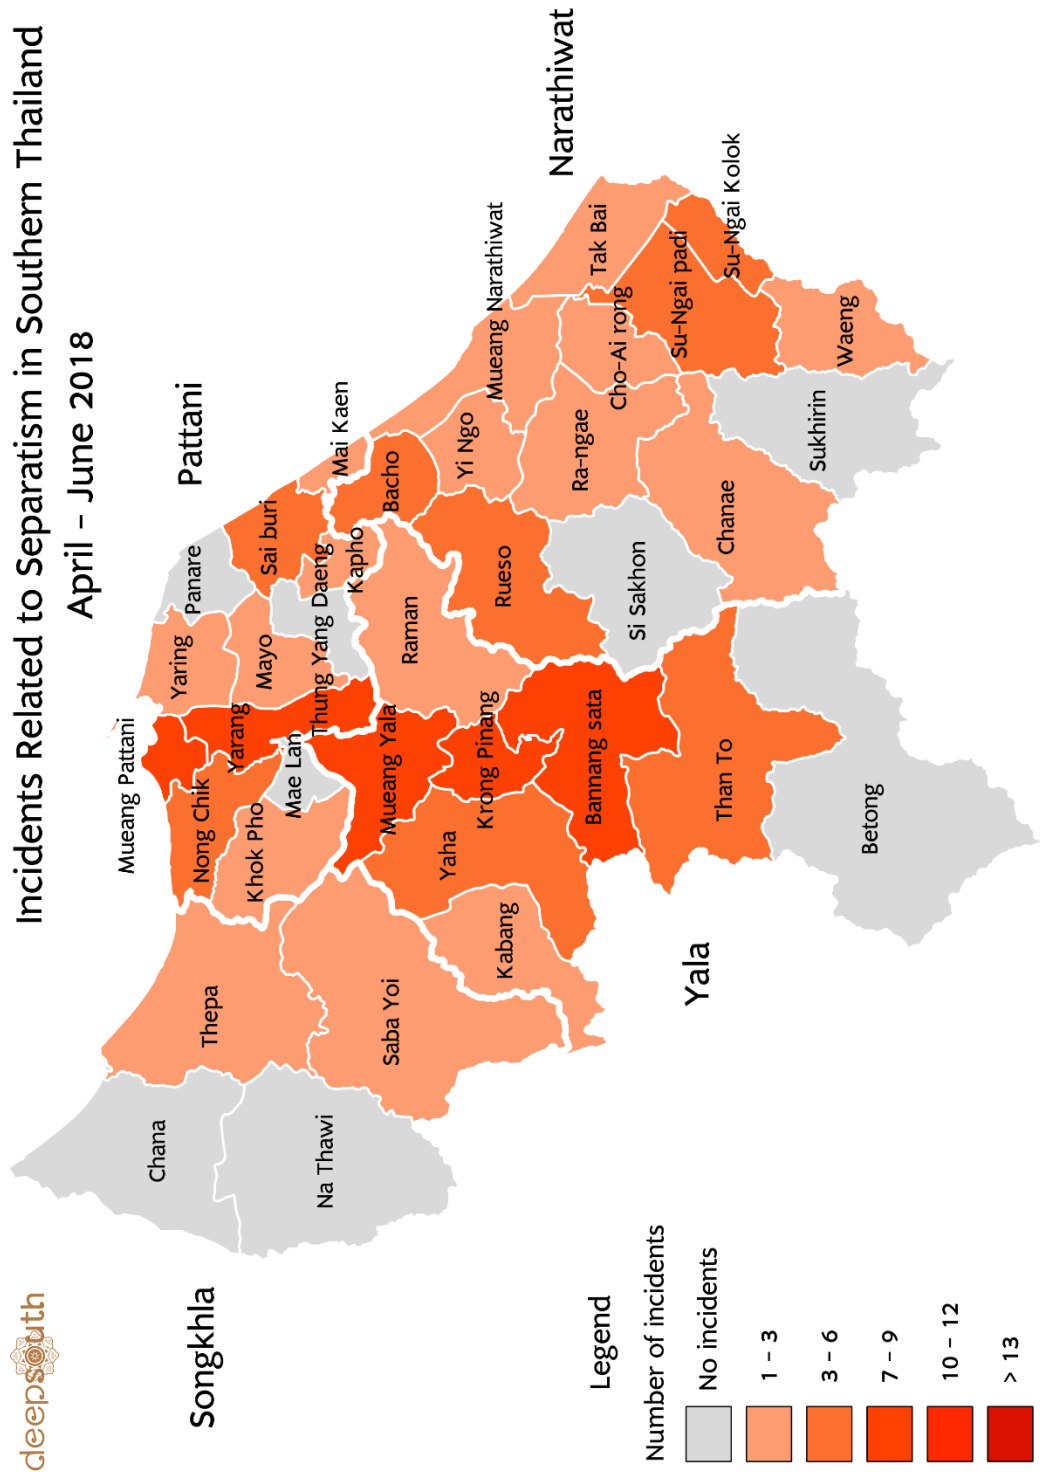 Incidents Related to Separatism in Southern Thailand
April - June 2018
deepsouth
Songkhla
Pattani
Narathiwat
Yala
Chana
Na Thawi
Thepa
Saba Yoi
Mueang Pattani
Nong Chik
Khok Pho
Mae Lan
Yarang
Yaring
Panare
Mayo
Thung Yang Daeng
Sai buri
Kapho
Mai Kaen
Mueang Yala
Yaha
Kabang
Krong Pinang
Raman
Bannang sata
Than To
Betong
Bacho
Yi Ngo
Mueang Narathiwat
Rueso
Ra-ngae
Cho-Ai rong
Tak Bai
Su-Ngai padi
Su-Ngai Kolok
Si Sakhon
Chanae
Sukhirin
Waeng
Legend
Number of incidents
No incidents
1 - 3
3 - 6
7 - 9
10 - 12
> 13